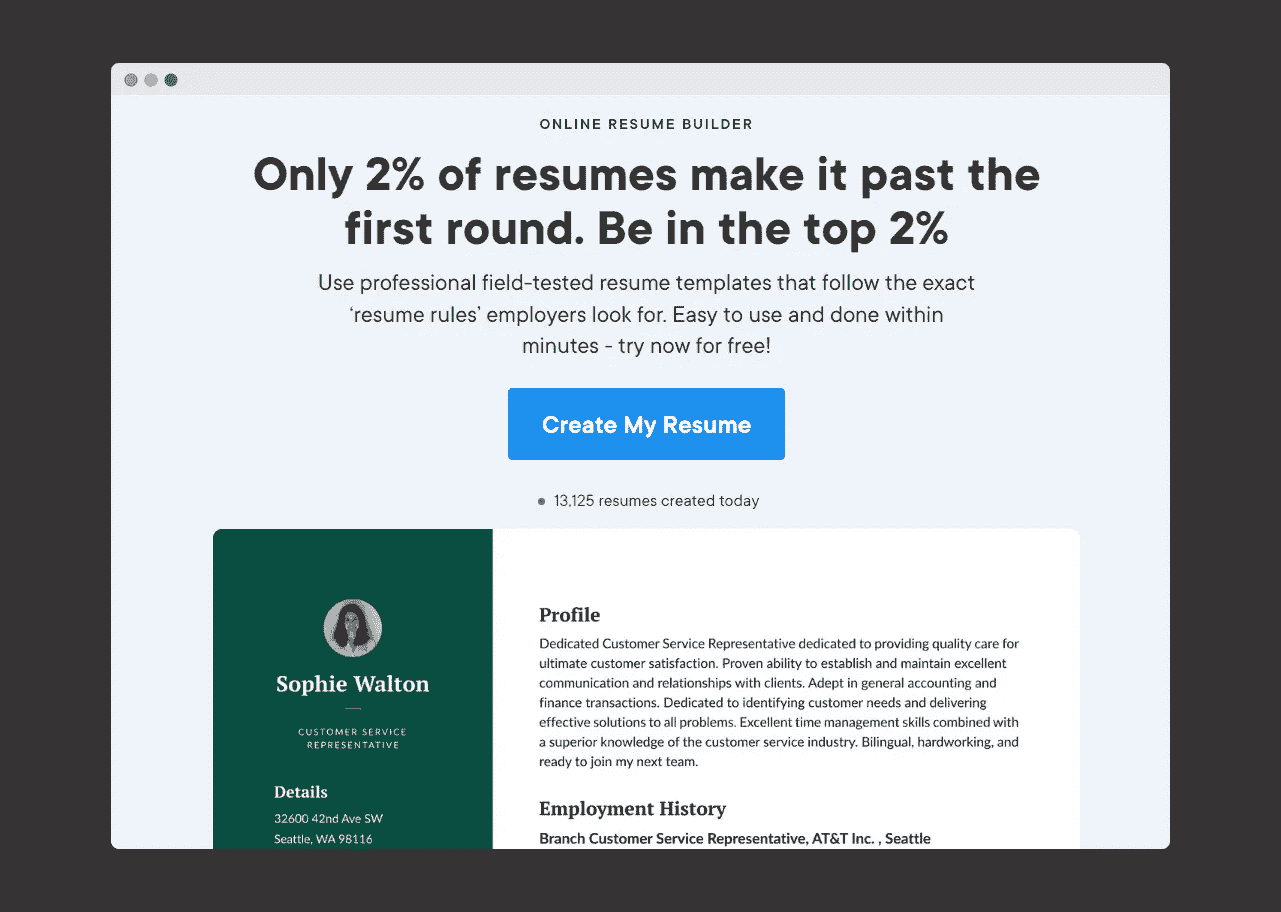 ONLINE RESUME BUILDER
Only 2% of resumes make it past the
first round. Be in the top 2%
Use professional field-tested resume templates that follow the exact
‘resume rules’ employers look for. Easy to use and done within
minutes - try now for free!
Create My Resume
13,125 resumes created today
Sophie Walton
CUSTOMER SERVICE
REPRESENTATIVE
Details
32600 42nd Ave SW
Seattle, WA 98116
Profile
Dedicated Customer Service Representative dedicated to providing quality care for
ultimate customer satisfaction. Proven ability to establish and maintain excellent
communication and relationships with clients. Adept in general accounting and
finance transactions. Dedicated to identifying customer needs and delivering
effective solutions to all problems. Excellent time management skills combined with
a superior knowledge of the customer service industry. Bilingual, hardworking, and
ready to join my next team.
Employment History
Branch Customer Service Representative, AT&T Inc. , Seattle